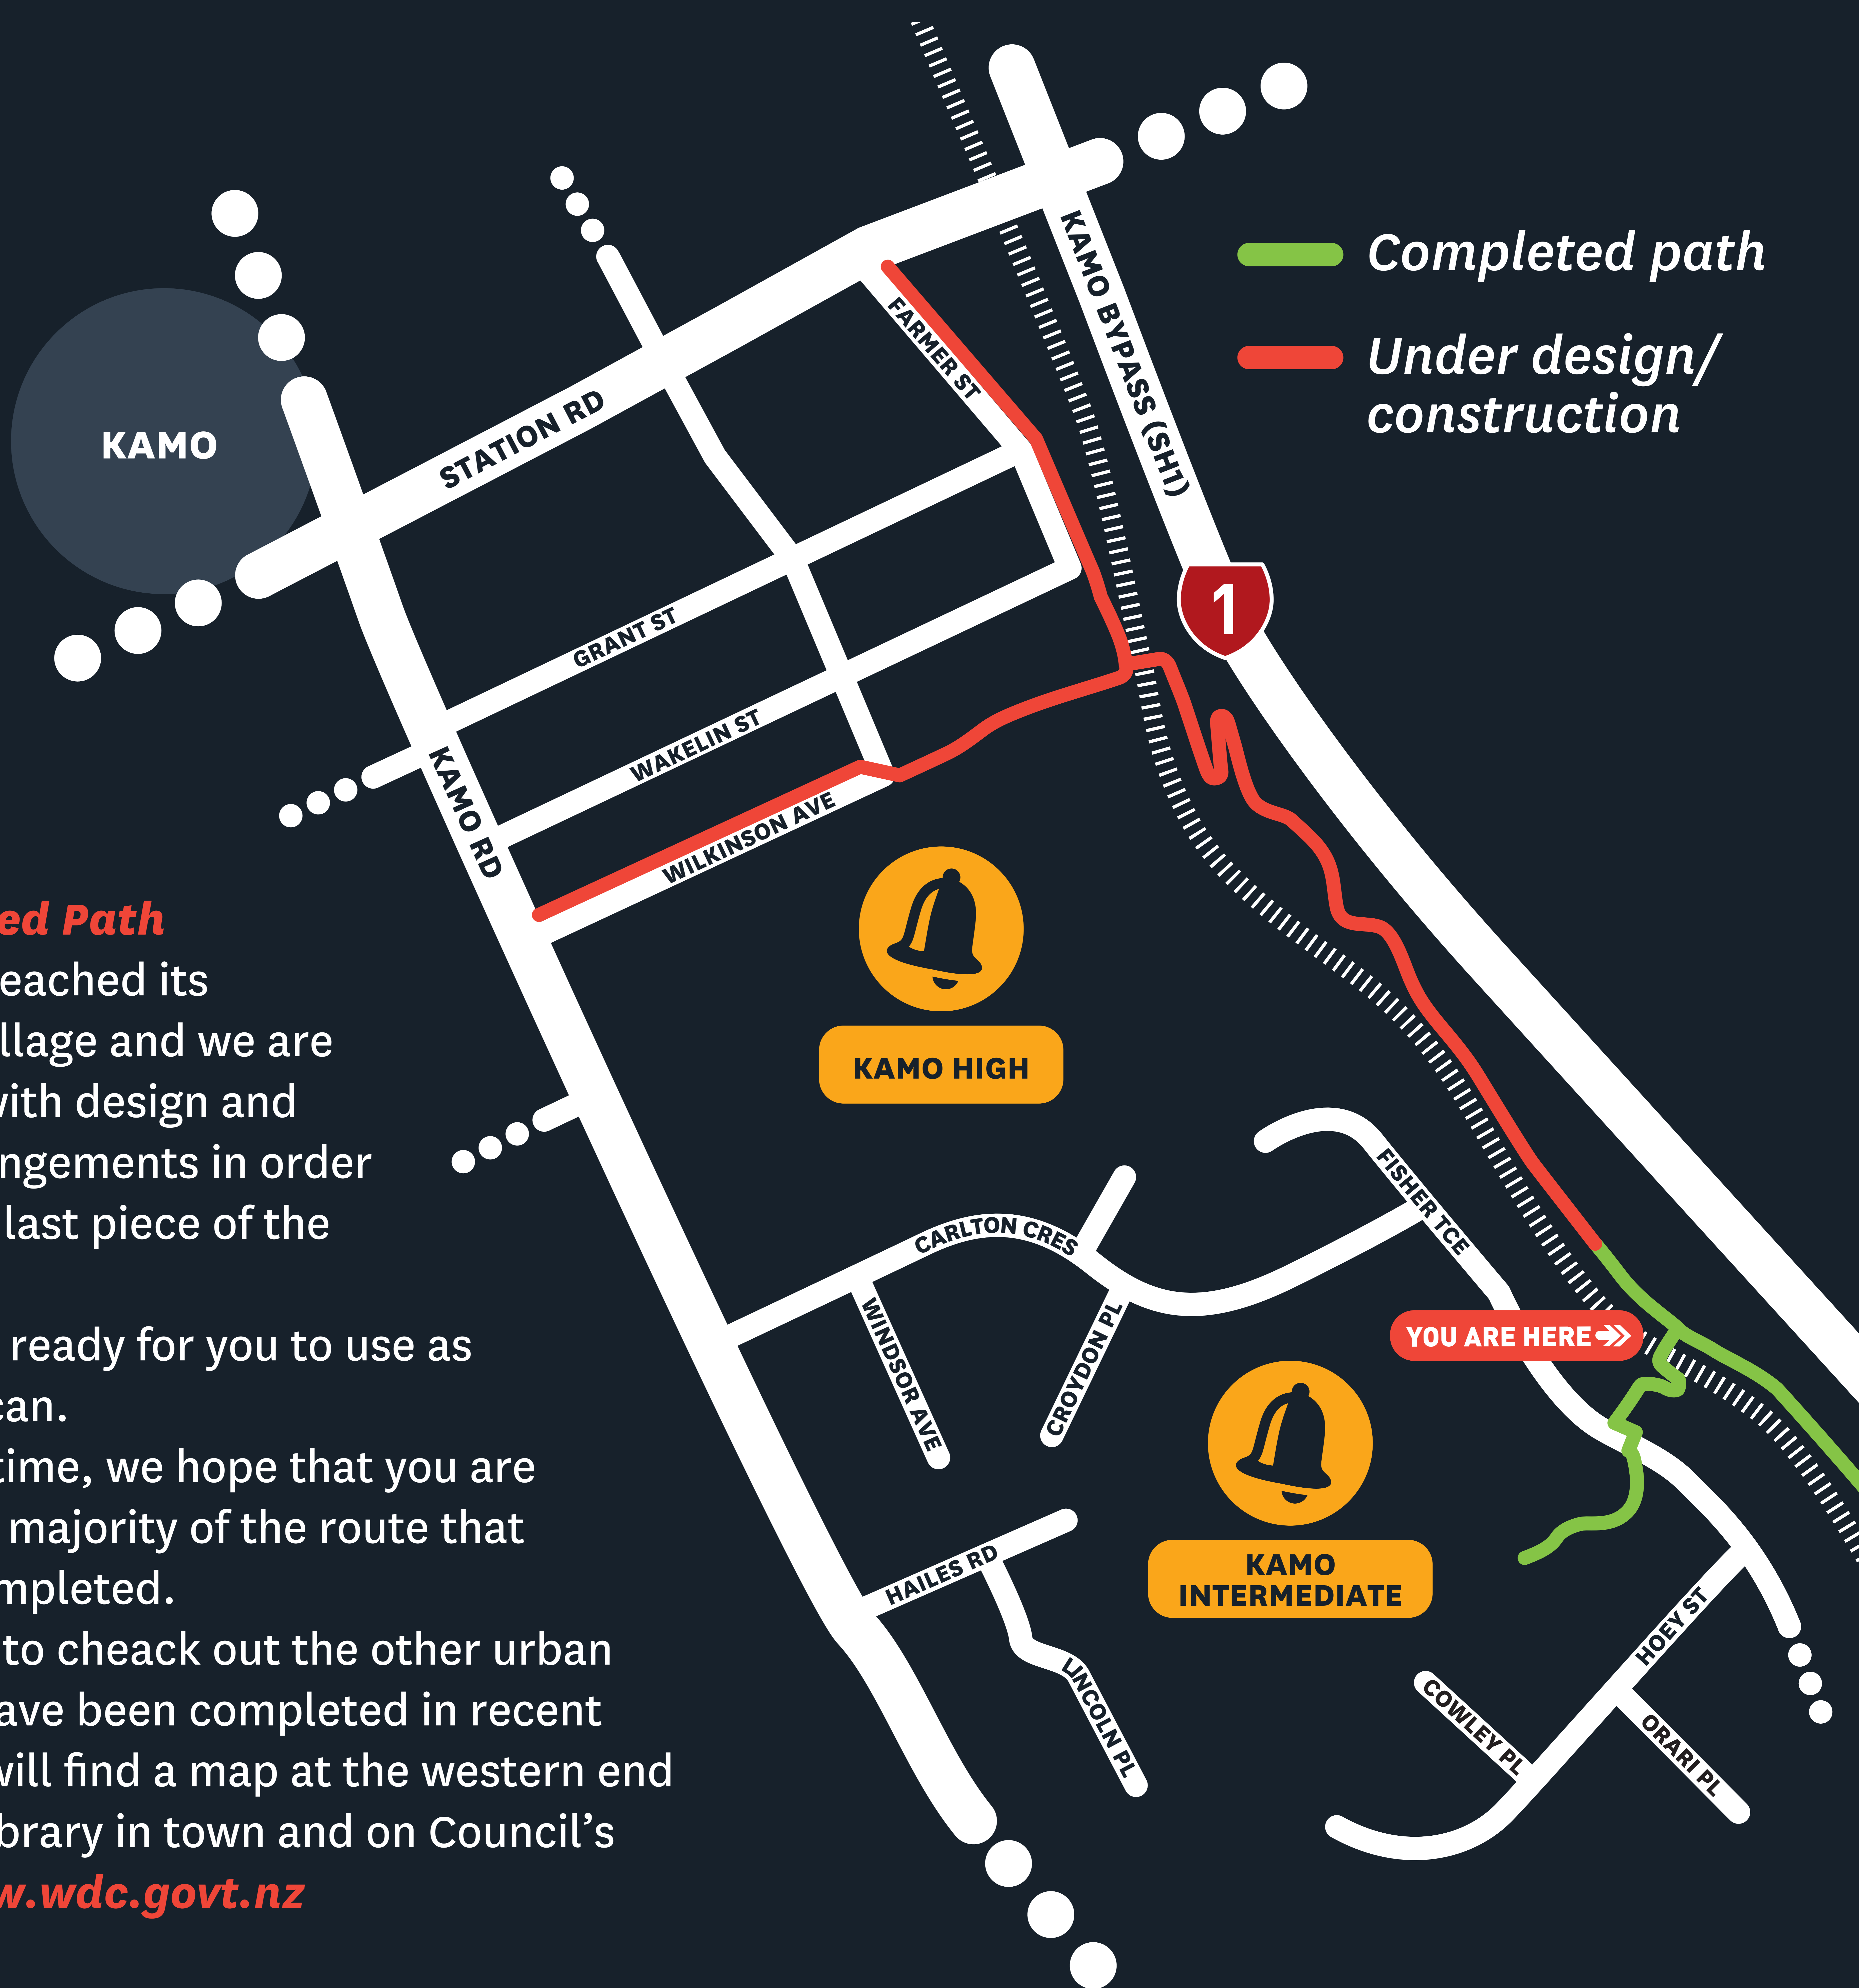 KAMO
STATION RD
FARMER ST
KAMO BYPASS (SH1)
Completed path
Under design/
construction
1
GRANT ST
WAKELIN ST
KAMO RD
WILKINSON AVE
KAMO HIGH
FISHER TCE
CARLTON CRES
WINDSOR AVE
CROYDON PL
YOU ARE HERE
KAMO
INTERMEDIATE
HAILES RD
LINCOLN PL
HOEY ST
COWLEY PL
ORARI PL
ed Path
eached its
llage and we are
with design and
ngements in order
last piece of the
ready for you to use as
can.
time, we hope that you are
majority of the route that
mpleted.
to cheack out the other urban
ave been completed in recent
will find a map at the western end
brary in town and on Council's
w.wdc.govt.nz